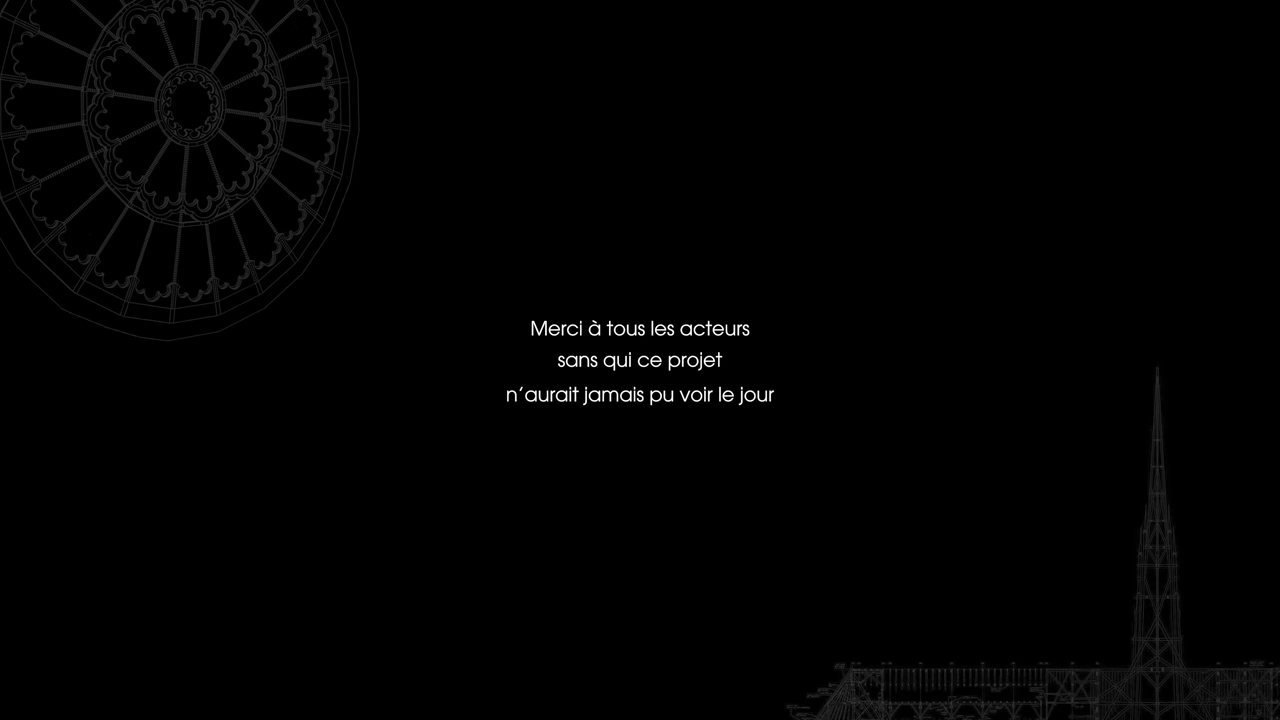 Merci à tous les acteurs
sans qui ce projet
n’aurait jamais pu voir le jour